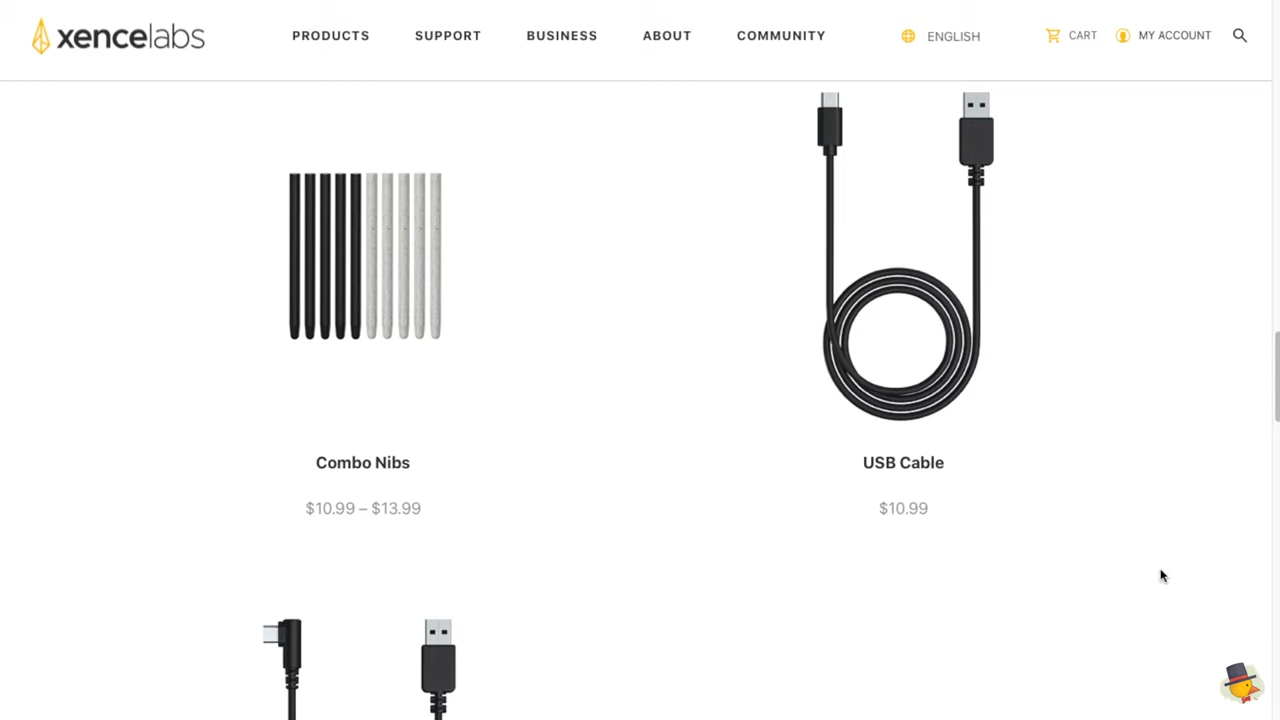 xencelabs
PRODUCTS SUPPORT BUSINESS ABOUT COMMUNITY ENGLISH CART MY ACCOUNT
Combo Nibs
$10.99 – $13.99
USB Cable
$10.99